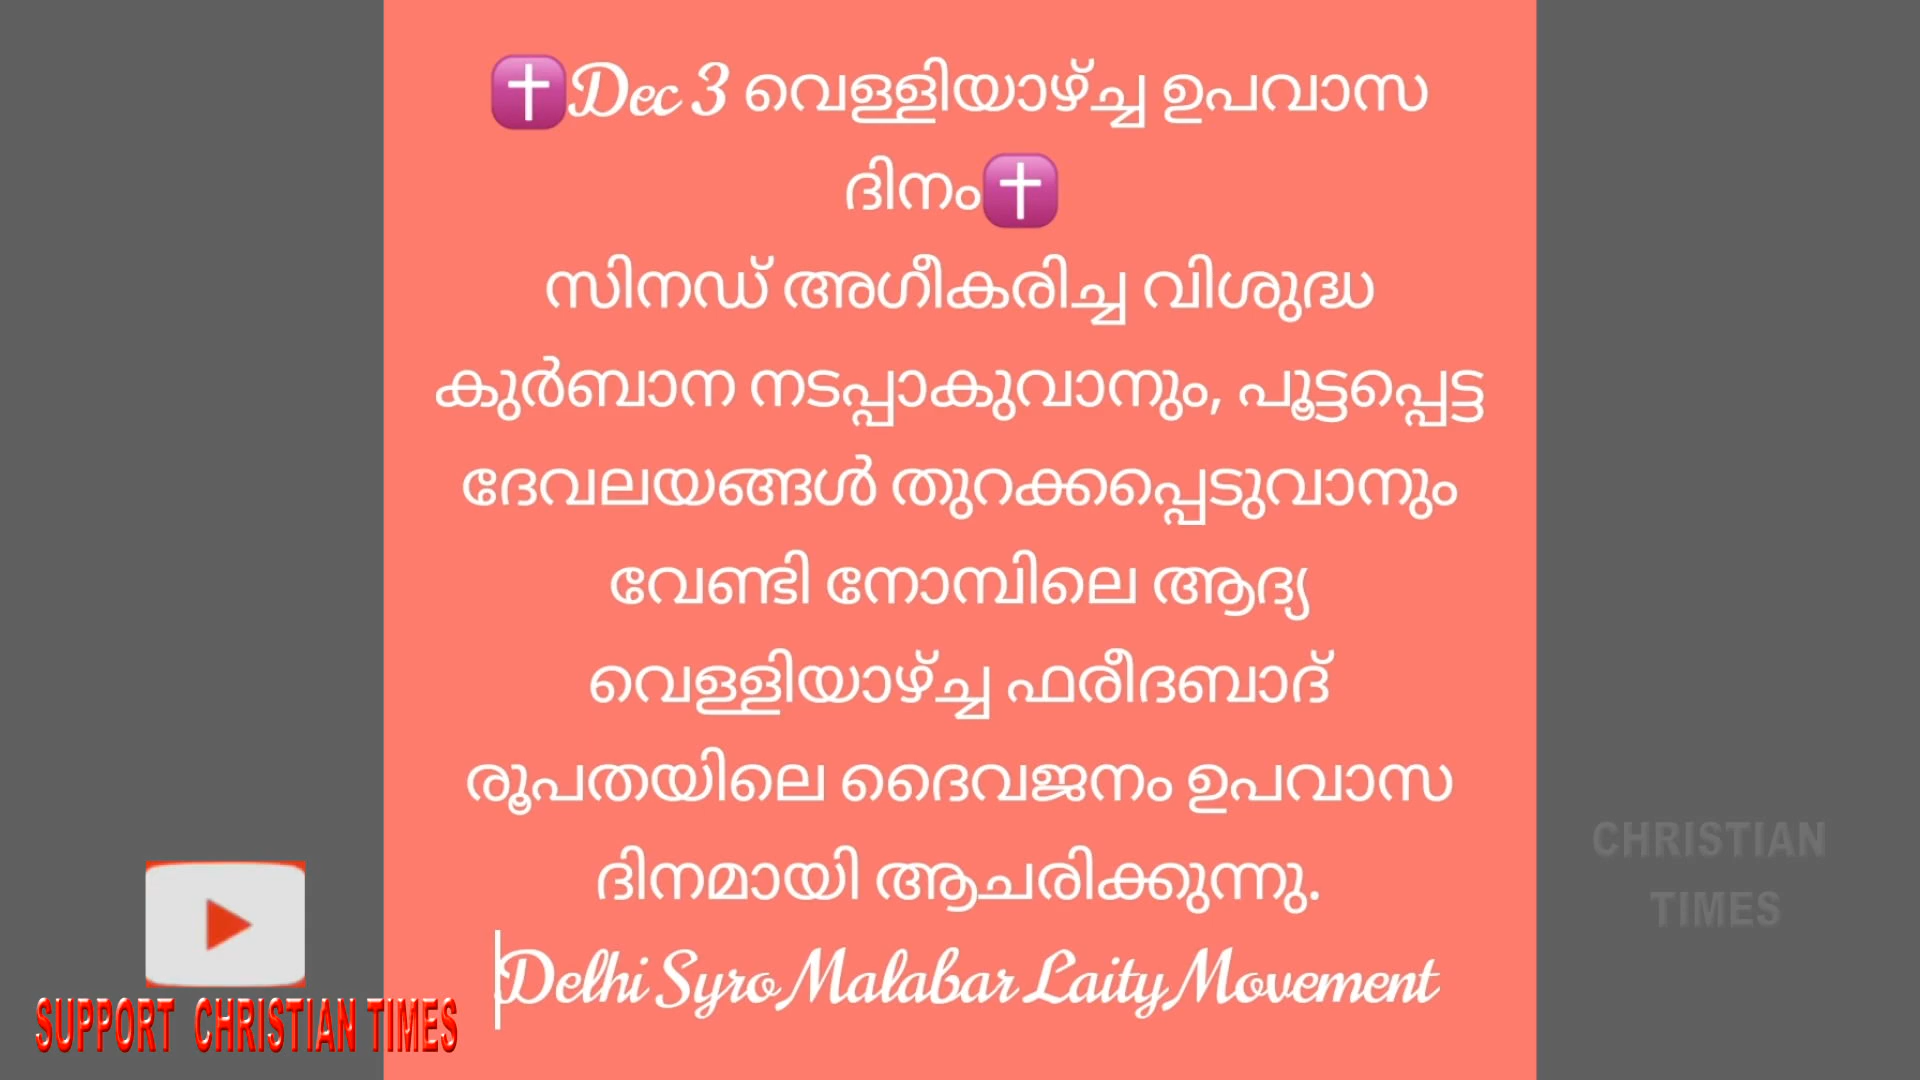 ✝️Dec 3 വെള്ളിയാഴ്ച്ച ഉപവാസ
ദിനം✝️
സിനഡ് അഗീകരിച്ച വിശുദ്ധ
കുർബാന നടപ്പാകുവാനും, പൂട്ടപ്പെട്ട
ദേവലയങ്ങൾ തുറക്കപ്പെടുവാനും
വേണ്ടി നോമ്പിലെ ആദ്യ
വെള്ളിയാഴ്ച്ച ഫരീദബാദ്
രൂപതയിലെ ദൈവജനം ഉപവാസ
ദിനമായി ആചരിക്കുന്നു.
Delhi Syro Malabar Laity Movement
SUPPORT CHRISTIAN TIMES
CHRISTIAN
TIMES